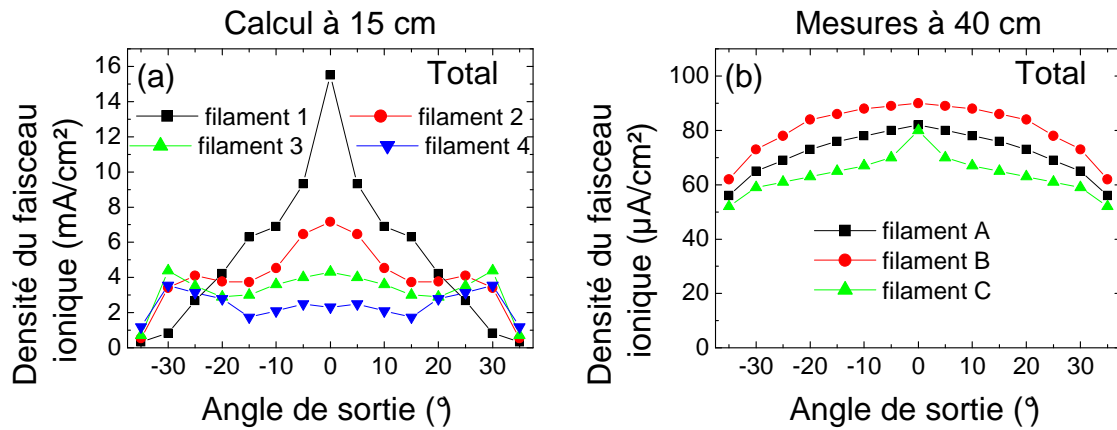 Calcul à 15 cm
(a)
Total
filament 1
filament 2
filament 3
filament 4
Densité du faisceau
ionique (mA/cm²)
16
14
12
10
8
6
4
2
0
-30 -20 -10 0 10 20 30
Angle de sortie (°)
Mesures à 40 cm
(b)
Total
filament A
filament B
filament C
Densité du faisceau
ionique (µA/cm²)
100
80
60
40
20
0
-30 -20 -10 0 10 20 30
Angle de sortie (°)